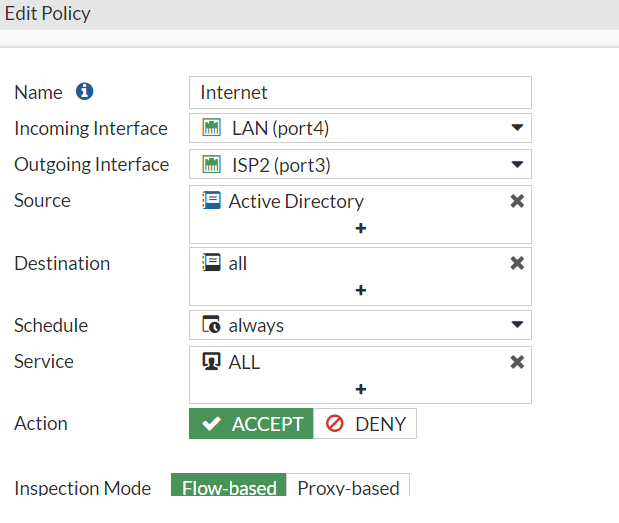 Edit Policy
Name
Internet
Incoming Interface
LAN (port4)
Outgoing Interface
ISP2 (port3)
Source
Active Directory
Destination
all
Schedule
always
Service
ALL
Action
ACCEPT
DENY
Inspection Mode
Flow-based
Proxy-based